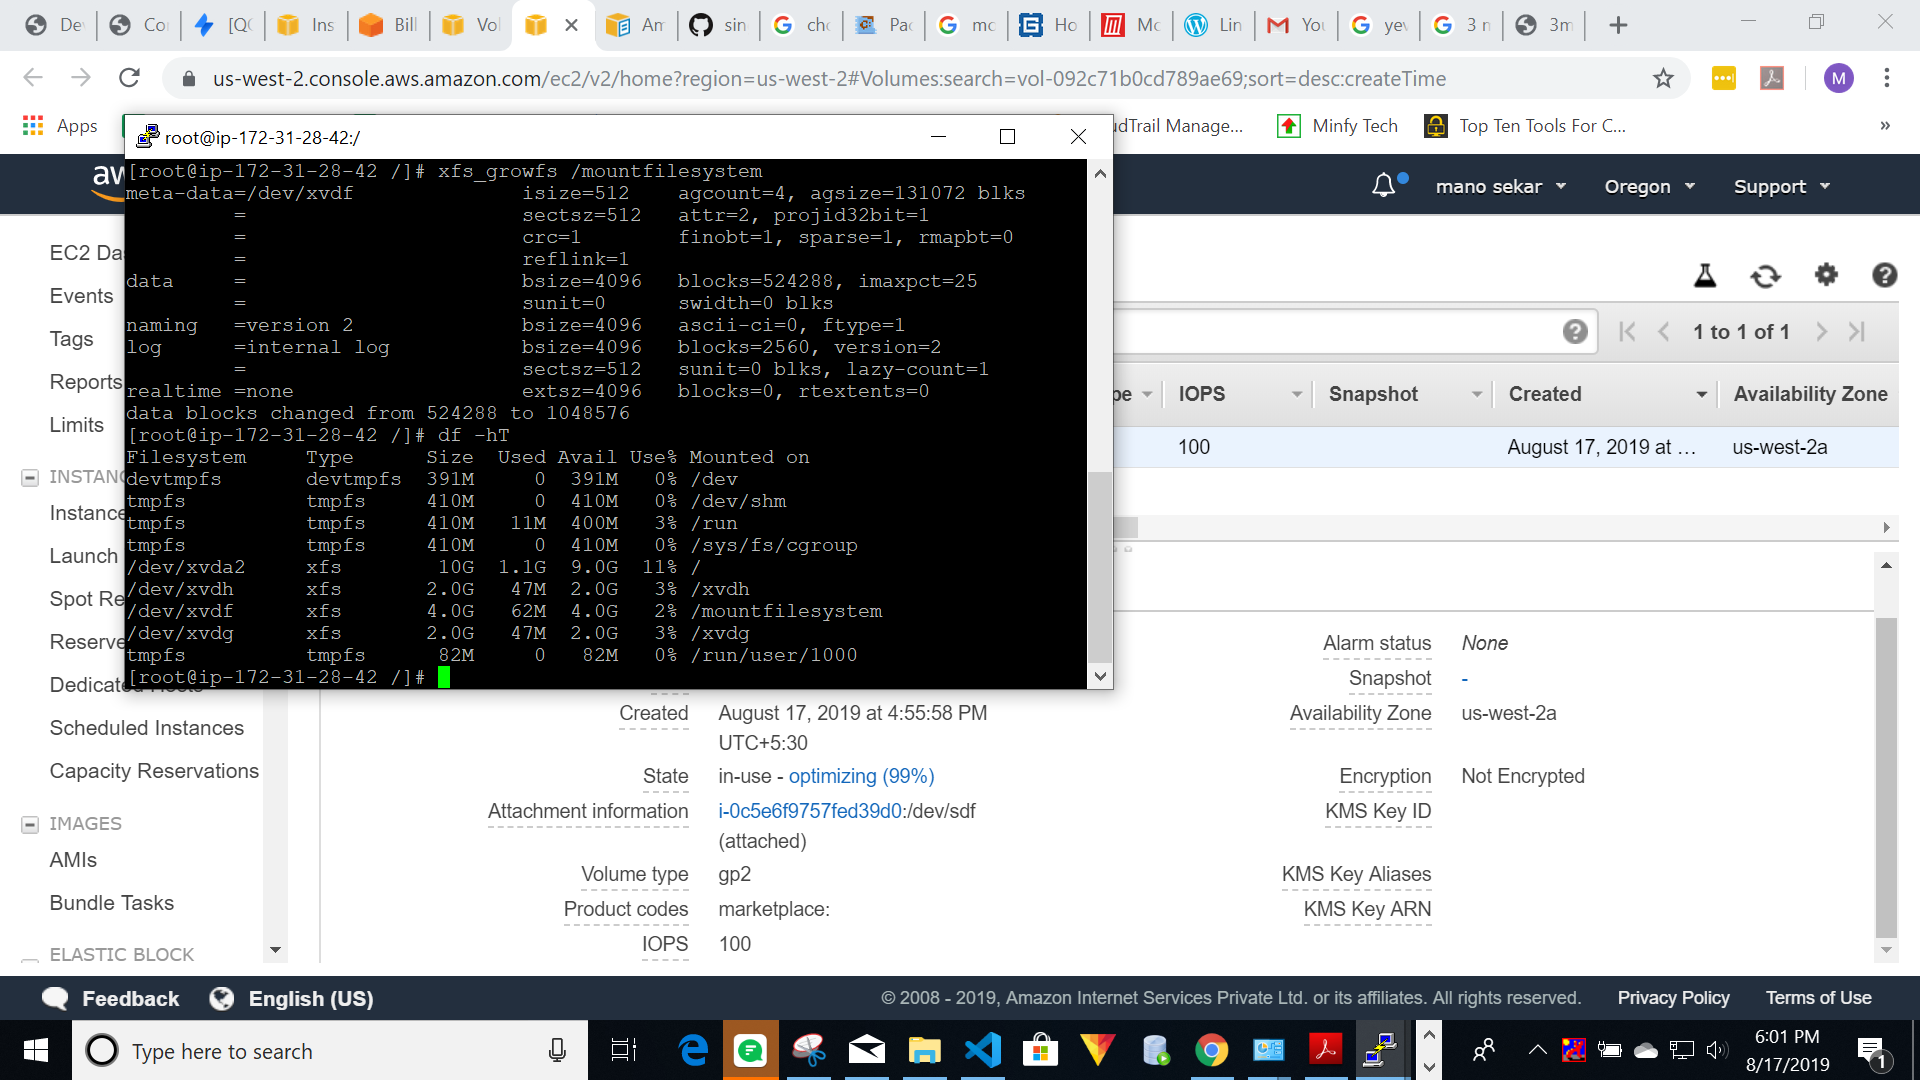 De
Co
[QC
Ins
Bill
Vol
Am
sin
chc
Pac
mc
Ho
Mc
Lin
You
yev
3 n
3m
us-west-2.console.aws.amazon.com/ec2/v2/home?region=us-west-2#Volumes:search=vol-092c71b0cd789ae69;sort=desc:createTime
M
Apps
udTrail Manage...
Minfy Tech
Top Ten Tools For C...
»
root@ip-172-31-28-42:/
aw
mano sekar
Oregon
Support
[root@ip-172-31-28-42 /]# xfs_growfs /mountfilesystem
meta-data=/dev/xvdf isize=512 agcount=4, agsize=131072 blks
= sectsz=512 attr=2, projid32bit=1
= crc=1 finobt=1, sparse=1, rmapbt=0
= reflink=1
data = bsize=4096 blocks=524288, imaxpct=25
= sunit=0 swidth=0 blks
naming =version 2 bsize=4096 ascii-ci=0, ftype=1
log =internal log bsize=4096 blocks=2560, version=2
= sectsz=512 sunit=0 blks, lazy-count=1
realtime =none extsz=4096 blocks=0, rtextents=0
data blocks changed from 524288 to 1048576
[root@ip-172-31-28-42 /]# df -hT
Filesystem Type Size Used Avail Use% Mounted on
devtmpfs devtmpfs 391M 0 391M 0% /dev
tmpfs tmpfs 410M 0 410M 0% /dev/shm
tmpfs tmpfs 410M 11M 400M 3% /run
tmpfs tmpfs 410M 0 410M 0% /sys/fs/cgroup
/dev/xvda2 xfs 10G 1.1G 9.0G 11% /
/dev/xvdh xfs 2.0G 47M 2.0G 3% /xvdh
/dev/xvdf xfs 4.0G 62M 4.0G 2% /mountfilesystem
/dev/xvdg xfs 2.0G 47M 2.0G 3% /xvdg
tmpfs tmpfs 82M 0 82M 0% /run/user/1000
[root@ip-172-31-28-42 /]#
EC2 Da
Events
Tags
Reports
Limits
INSTANC
Instance
Launch
Spot Re
Reserve
Dedicated Hosts
Scheduled Instances
Capacity Reservations
IMAGES
AMIs
Bundle Tasks
ELASTIC BLOCK
1 to 1 of 1
pe IOPS Snapshot Created Availability Zone
100 August 17, 2019 at ... us-west-2a
Alarm status None
Snapshot -
Created August 17, 2019 at 4:55:58 PM UTC+5:30
Availability Zone us-west-2a
State in-use - optimizing (99%)
Encryption Not Encrypted
Attachment information i-0c5e6f9757fed39d0:/dev/sdf (attached)
KMS Key ID
Volume type gp2
KMS Key Aliases
Product codes marketplace:
KMS Key ARN
IOPS 100
Feedback
English (US)
© 2008 - 2019, Amazon Internet Services Private Ltd. or its affiliates. All rights reserved.
Privacy Policy
Terms of Use
Type here to search
6:01 PM
8/17/2019
1